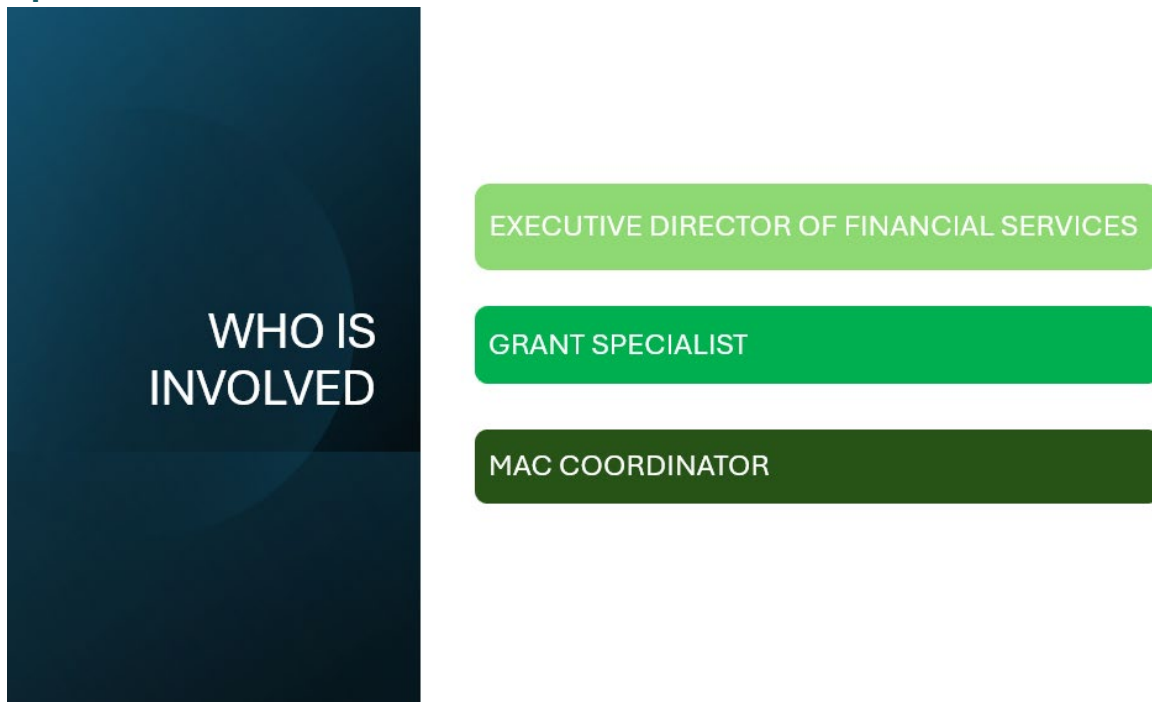 WHO IS
INVOLVED
EXECUTIVE DIRECTOR OF FINANCIAL SERVICES
GRANT SPECIALIST
MAC COORDINATOR